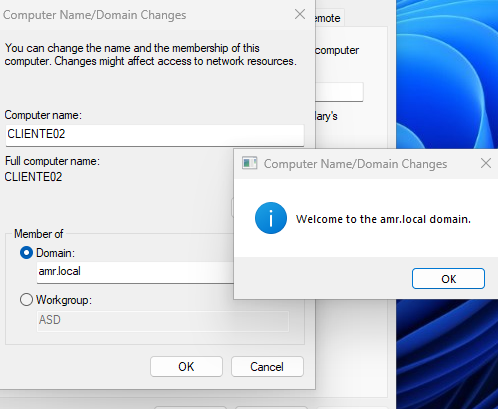 Computer Name/Domain Changes
You can change the name and the membership of this
computer. Changes might affect access to network resources.
Computer name:
CLIENTE02
Full computer name:
CLIENTE02
Member of
Domain:
amr.local
Workgroup:
ASD
OK
Cancel
computer
Computer Name/Domain Changes
Welcome to the amr.local domain.
OK